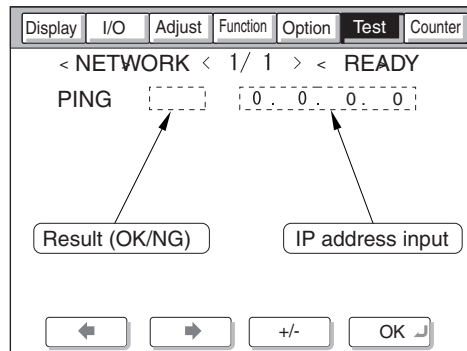 Display I/O Adjust Function Option Test Counter
< NETWORK < 1/ 1 > < READY
PING 0. 0. 0. 0
Result (OK/NG) IP address input
+/- OK